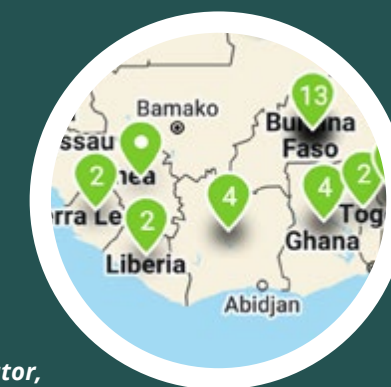 13
Bamako
Bu na
Faso
ssau
nea
2
4
4
2
2
rra Le
Tog
Ghana
Liberia
Abidjan
tor,